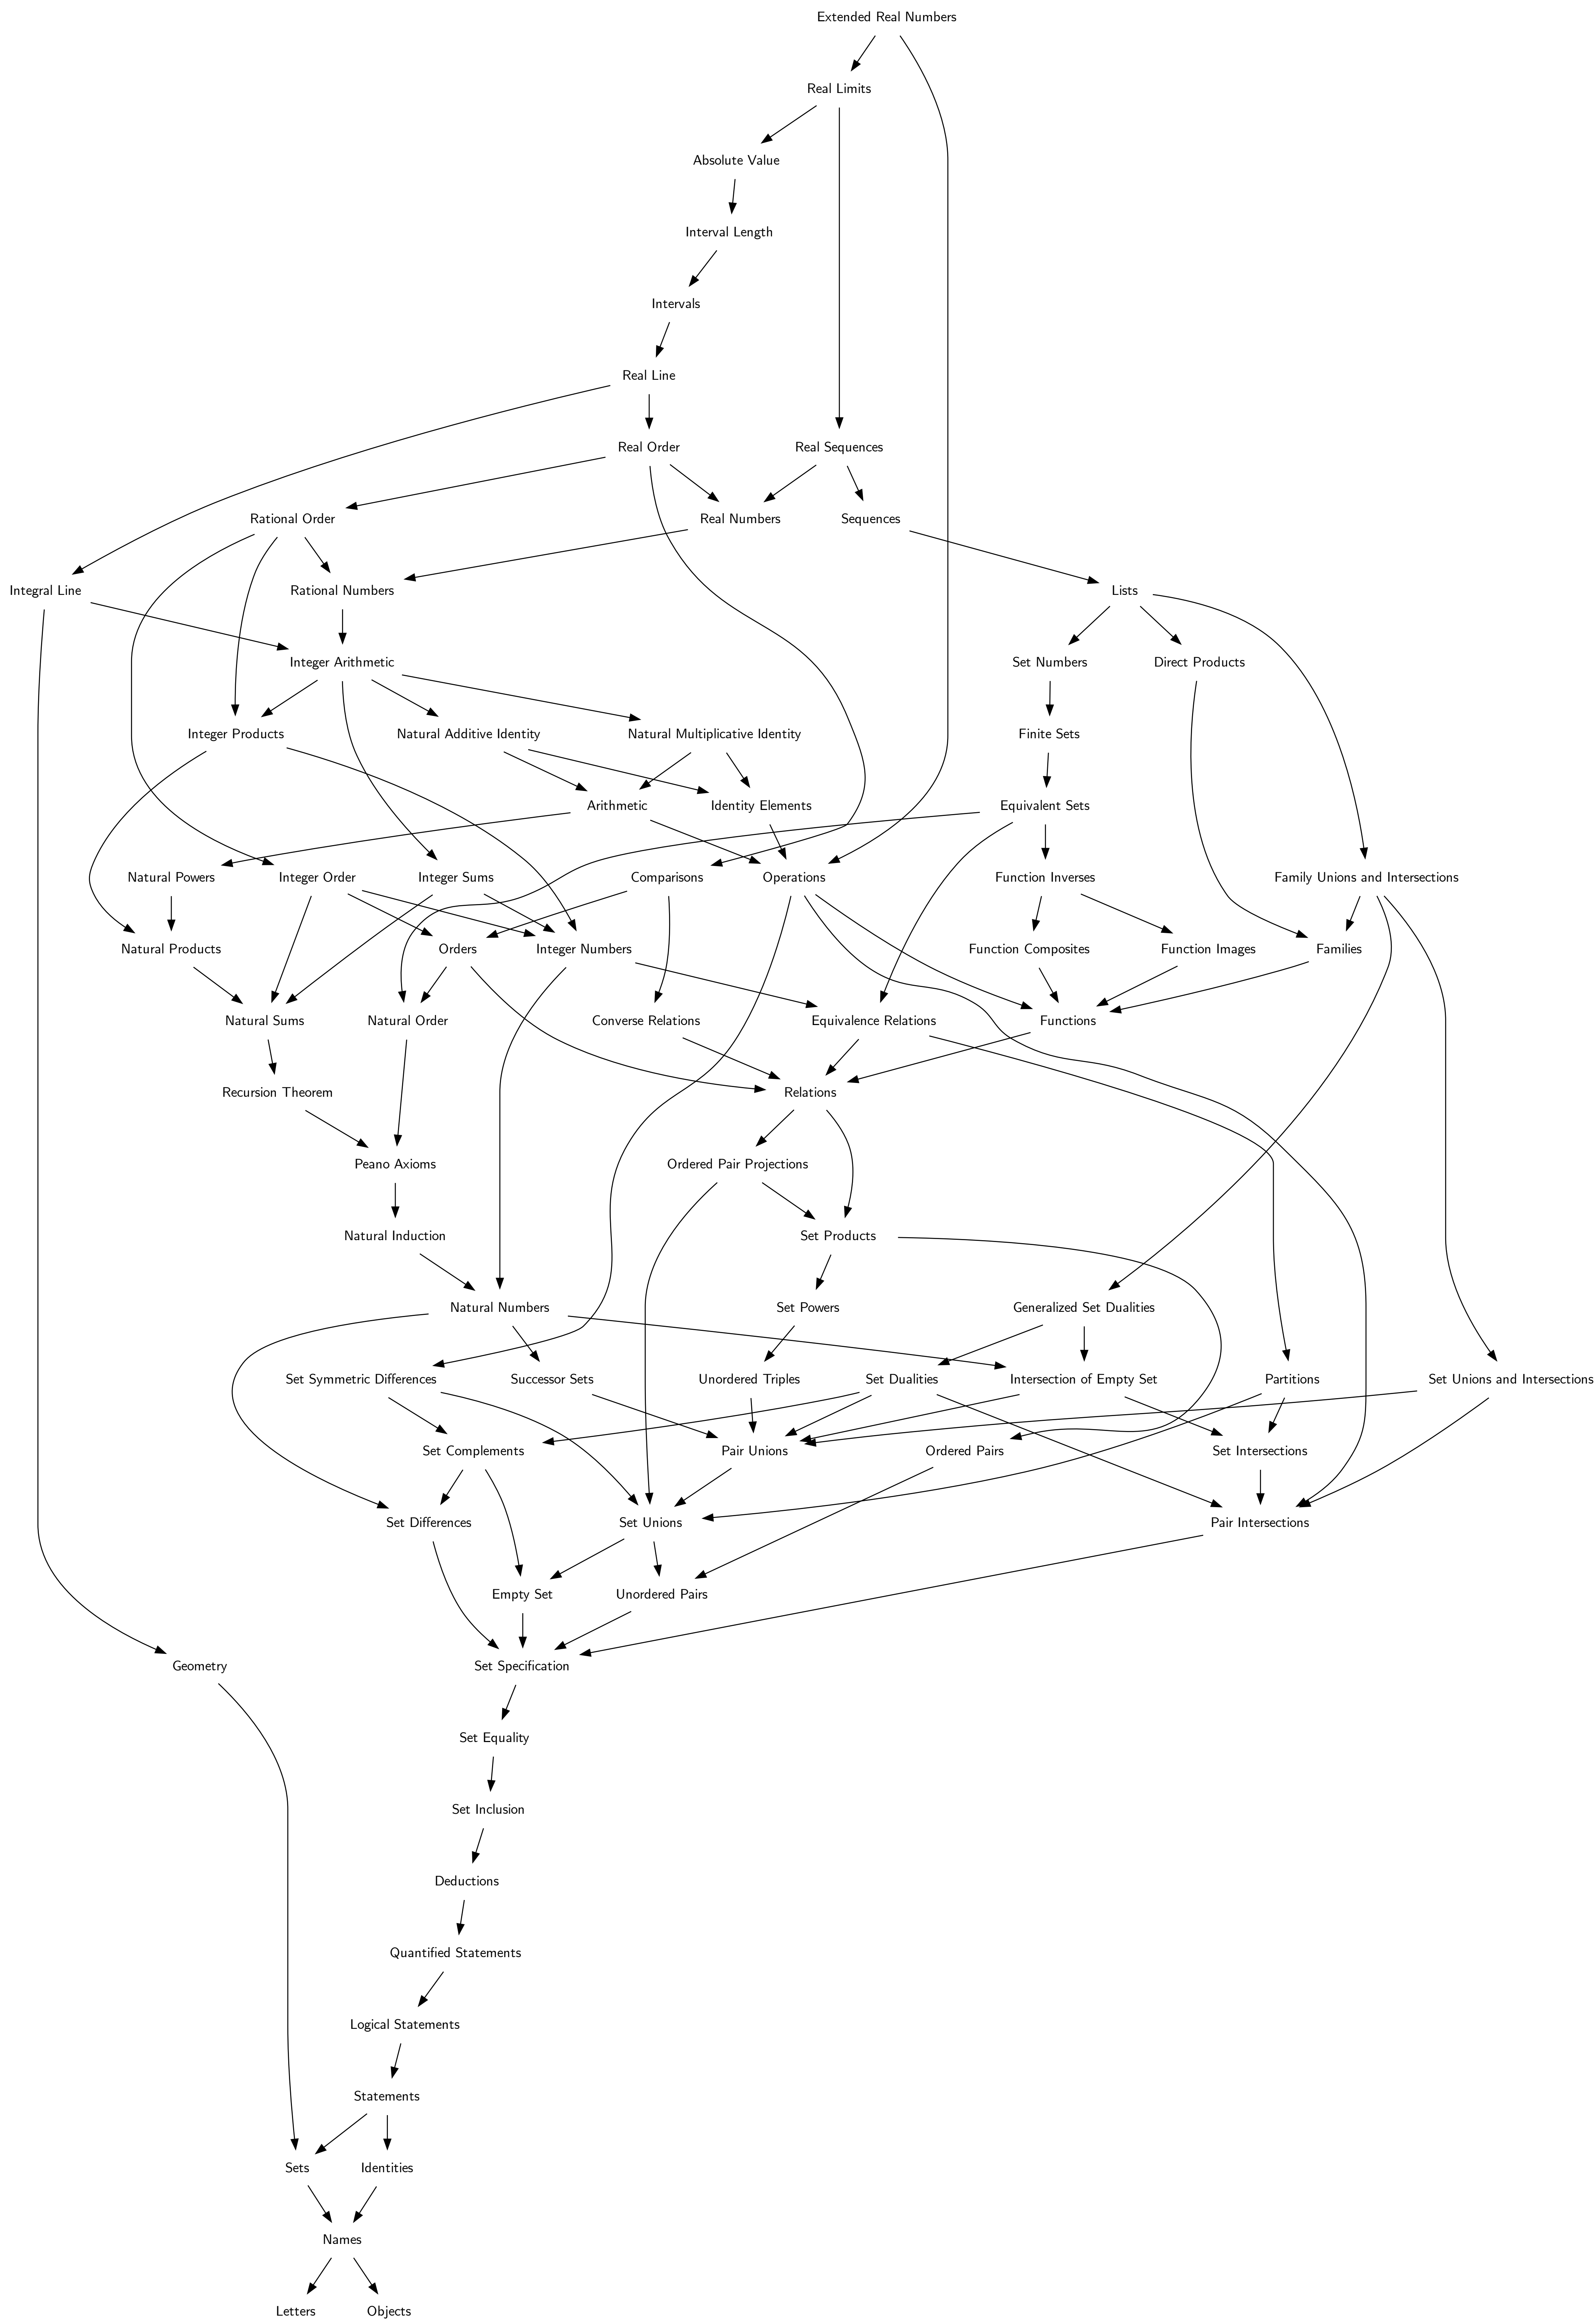 Extended Real Numbers
Real Limits
Absolute Value
Interval Length
Intervals
Real Line
Real Order
Real Sequences
Rational Order
Real Numbers
Sequences
Integral Line
Rational Numbers
Lists
Integer Arithmetic
Set Numbers
Direct Products
Integer Products
Natural Additive Identity
Natural Multiplicative Identity
Finite Sets
Arithmetic
Identity Elements
Equivalent Sets
Natural Powers
Integer Order
Integer Sums
Comparisons
Operations
Function Inverses
Family Unions and Intersections
Natural Products
Orders
Integer Numbers
Function Composites
Function Images
Families
Natural Sums
Natural Order
Converse Relations
Equivalence Relations
Functions
Recursion Theorem
Relations
Peano Axioms
Ordered Pair Projections
Natural Induction
Set Products
Natural Numbers
Set Powers
Generalized Set Dualities
Set Symmetric Differences
Successor Sets
Unordered Triples
Set Dualities
Intersection of Empty Set
Partitions
Set Unions and Intersections
Set Complements
Pair Unions
Ordered Pairs
Set Intersections
Set Differences
Set Unions
Pair Intersections
Empty Set
Unordered Pairs
Geometry
Set Specification
Set Equality
Set Inclusion
Deductions
Quantified Statements
Logical Statements
Statements
Sets
Identities
Names
Letters
Objects